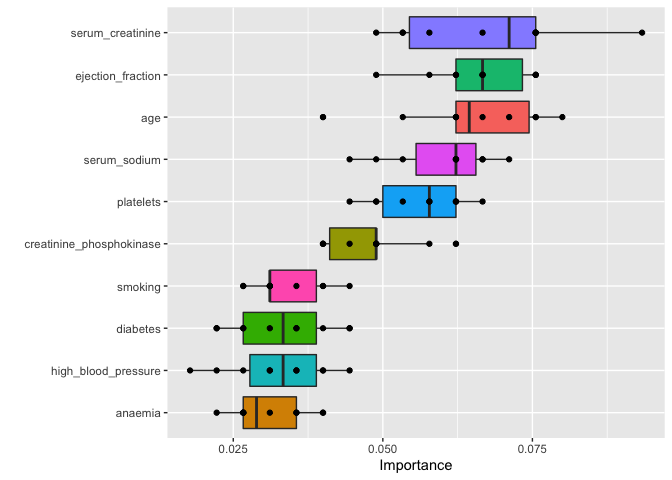 serum_creatinine
ejection_fraction
age
serum_sodium
platelets
creatinine_phosphokinase
smoking
diabetes
high_blood_pressure
anaemia
0.025 0.050 0.075
Importance